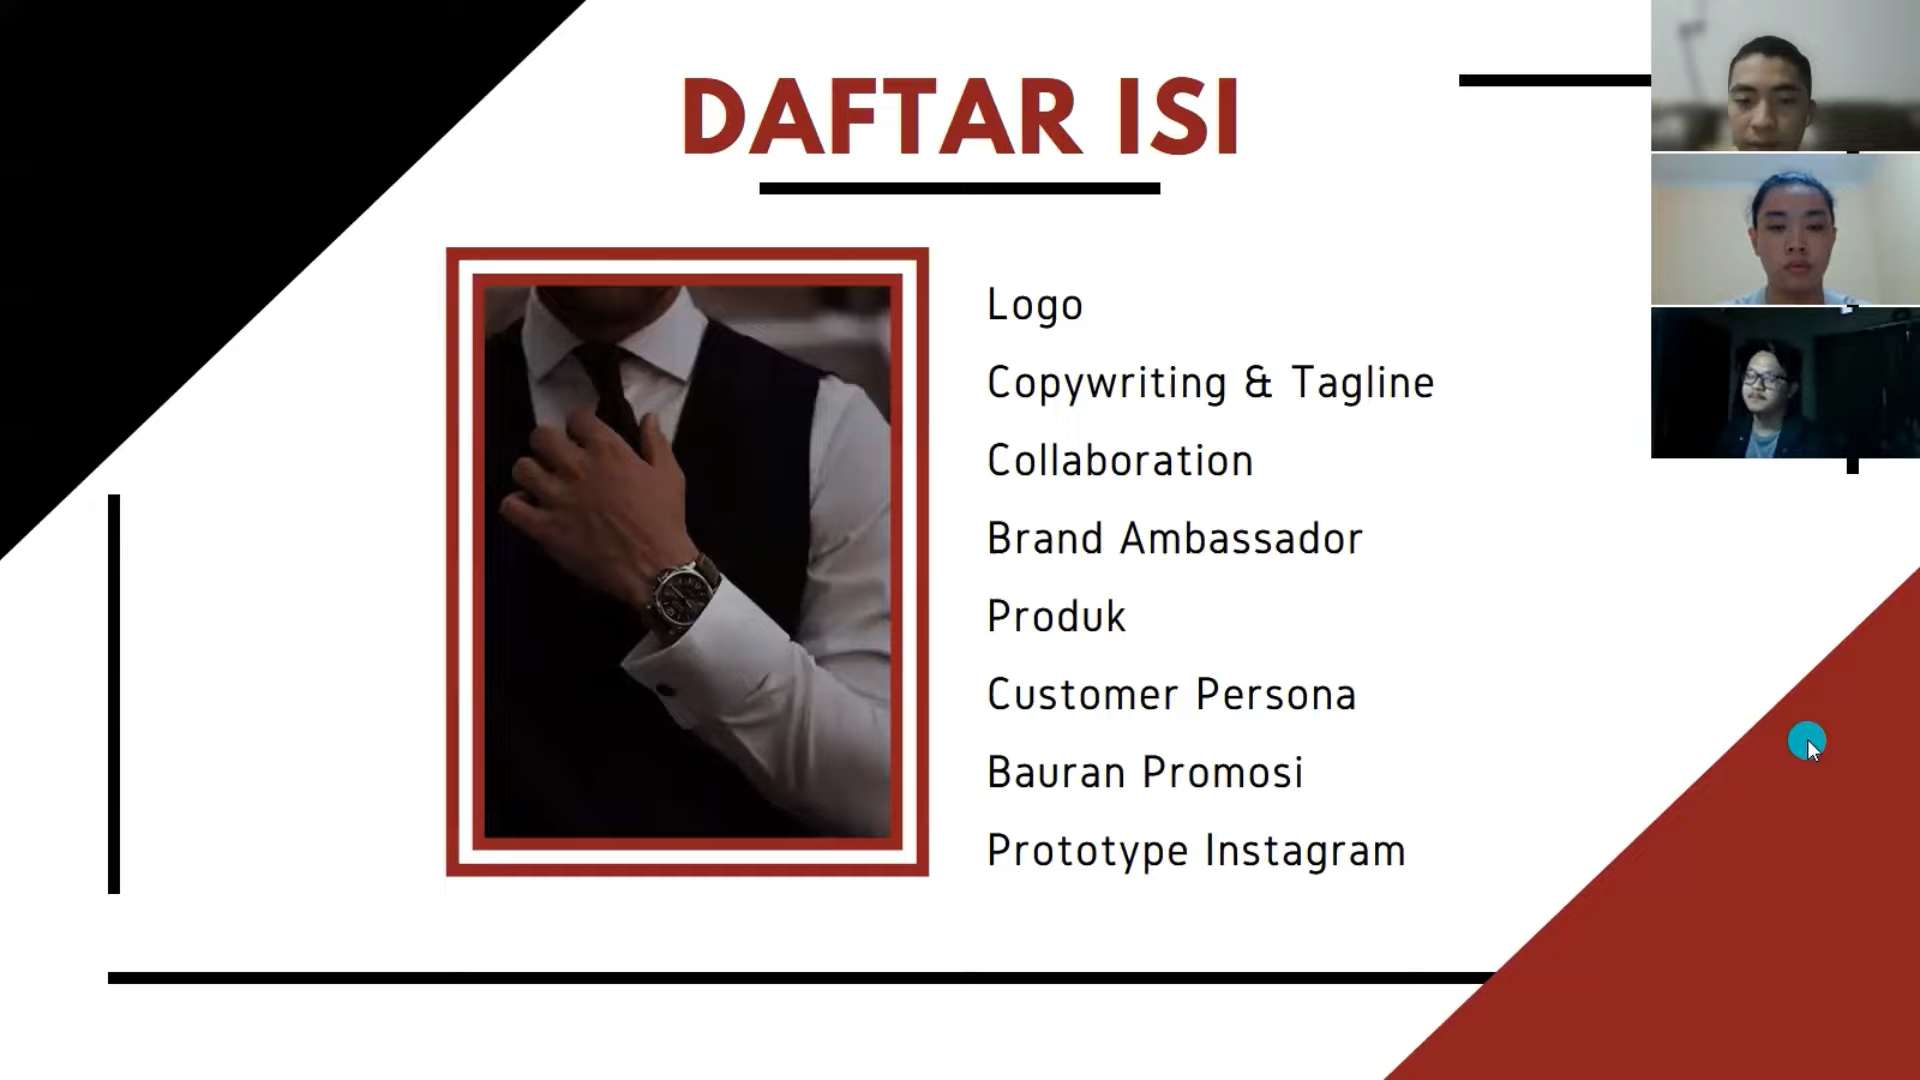 DAFTAR ISI
Logo
Copywriting & Tagline
Collaboration
Brand Ambassador
Produk
Customer Persona
Bauran Promosi
Prototype Instagram